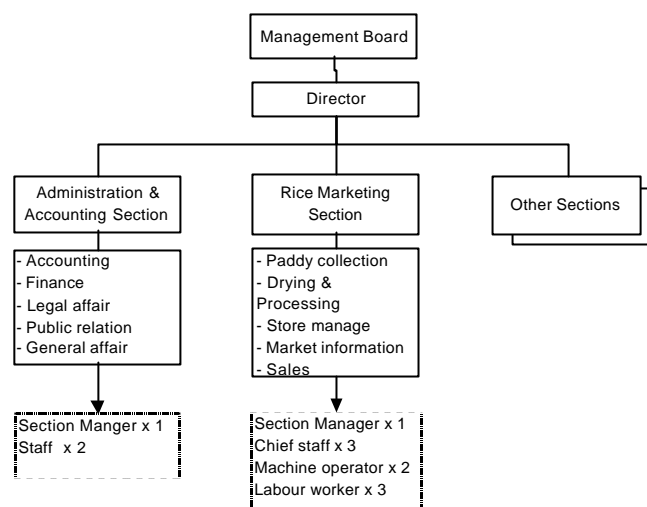 Management Board
Director
Administration &
Accounting Section
Rice Marketing
Section
Other Sections
- Accounting
- Finance
- Legal affair
- Public relation
- General affair
- Paddy collection
- Drying &
Processing
- Store manage
- Market information
- Sales
Section Manger x 1
Staff x 2
Section Manager x 1
Chief staff x 3
Machine operator x 2
Labour worker x 3